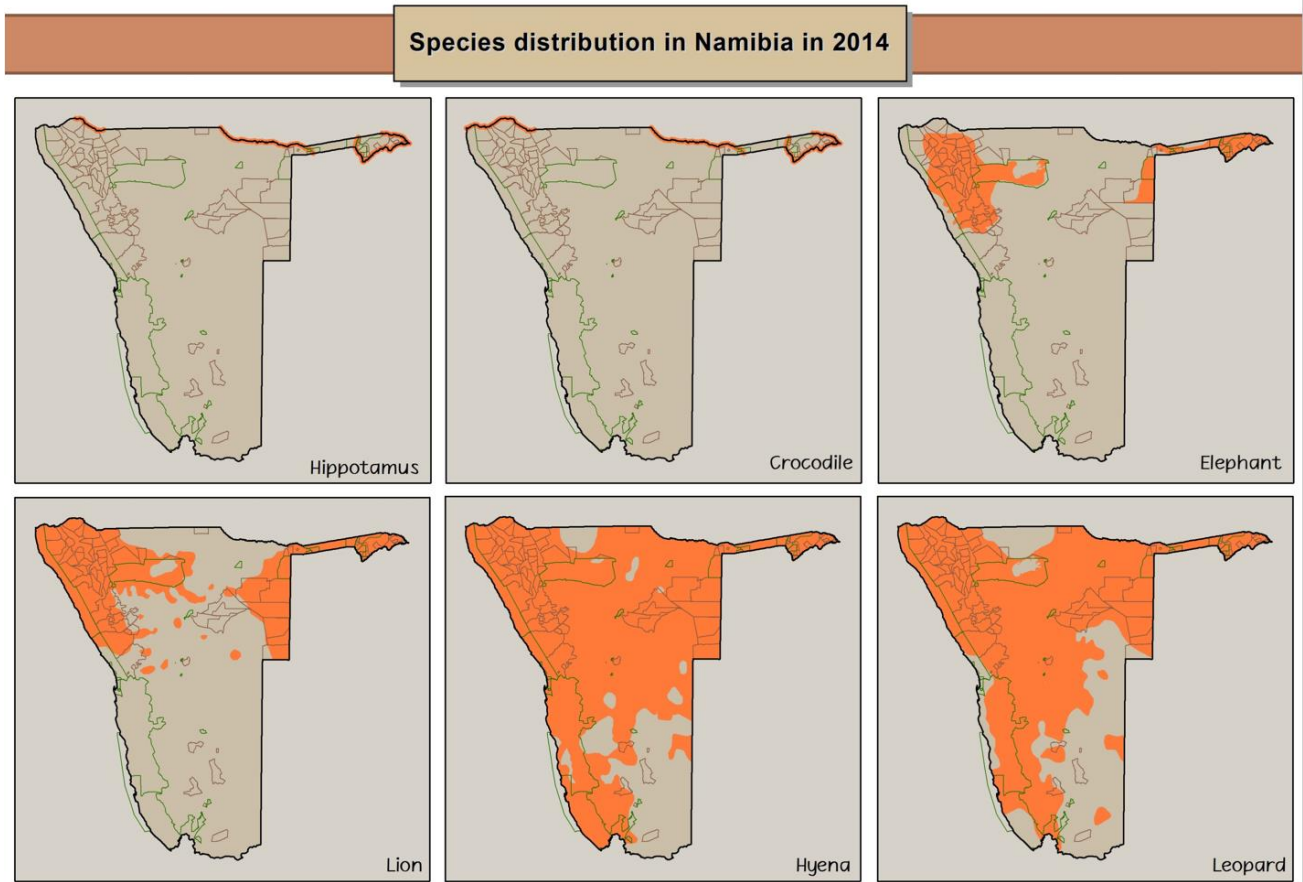 Species distribution in Namibia in 2014
Hippotamus
Crocodile
Elephant
Lion
Hyena
Leopard